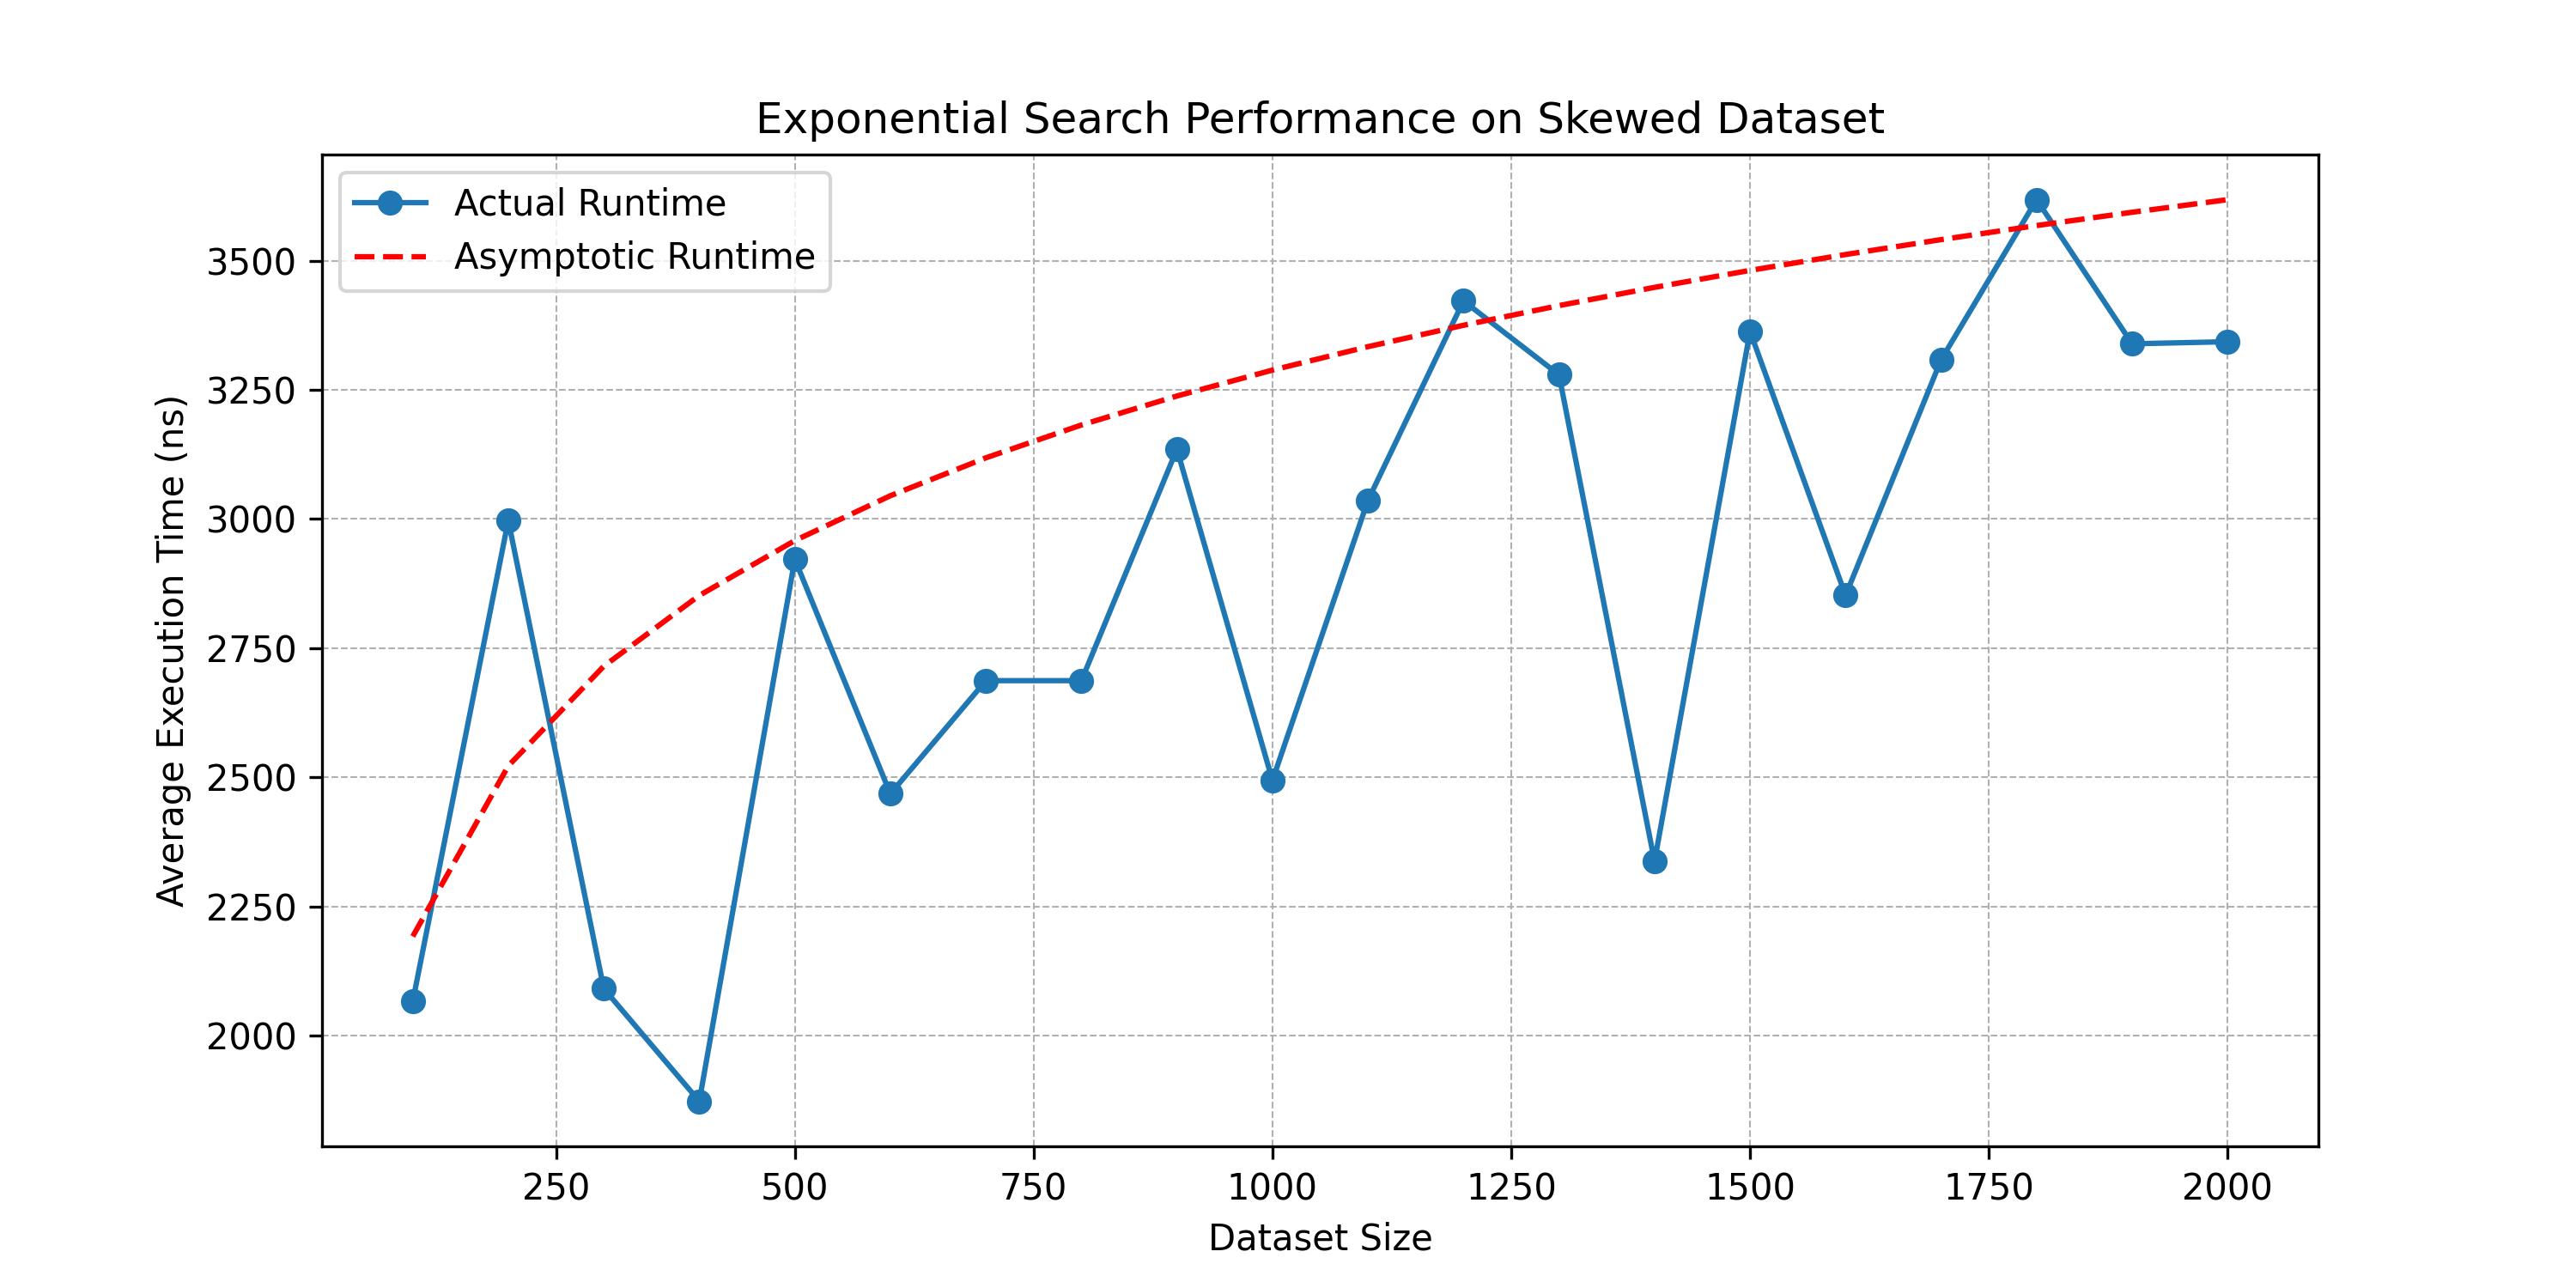 Exponential Search Performance on Skewed Dataset
Actual Runtime
Asymptotic Runtime
Average Execution Time (ns)
3500
3250
3000
2750
2500
2250
2000
250 500 750 1000 1250 1500 1750 2000
Dataset Size